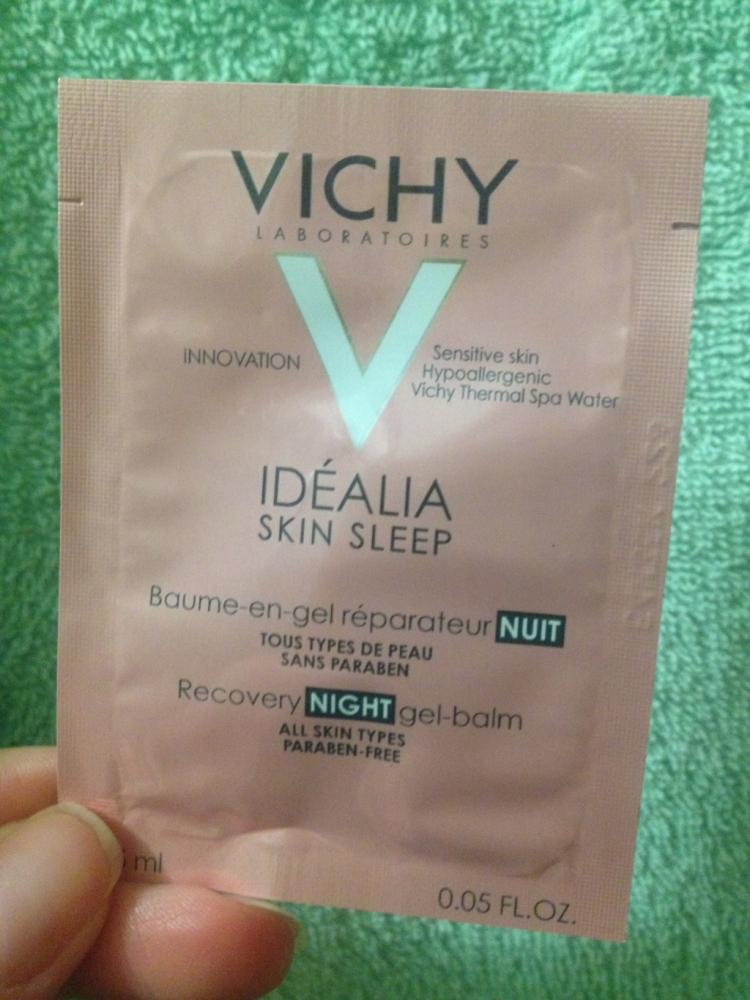 VICHY
LABORATOIRES
V
INNOVATION
Sensitive skin
Hypoallergenic
Vichy Thermal Spa Water
IDÉALIA
SKIN SLEEP
Baume-en-gel réparateur NUIT
TOUS TYPES DE PEAU
SANS PARABEN
Recovery NIGHT gel-balm
ALL SKIN TYPES
PARABEN-FREE
ml
0.05 FL.OZ.